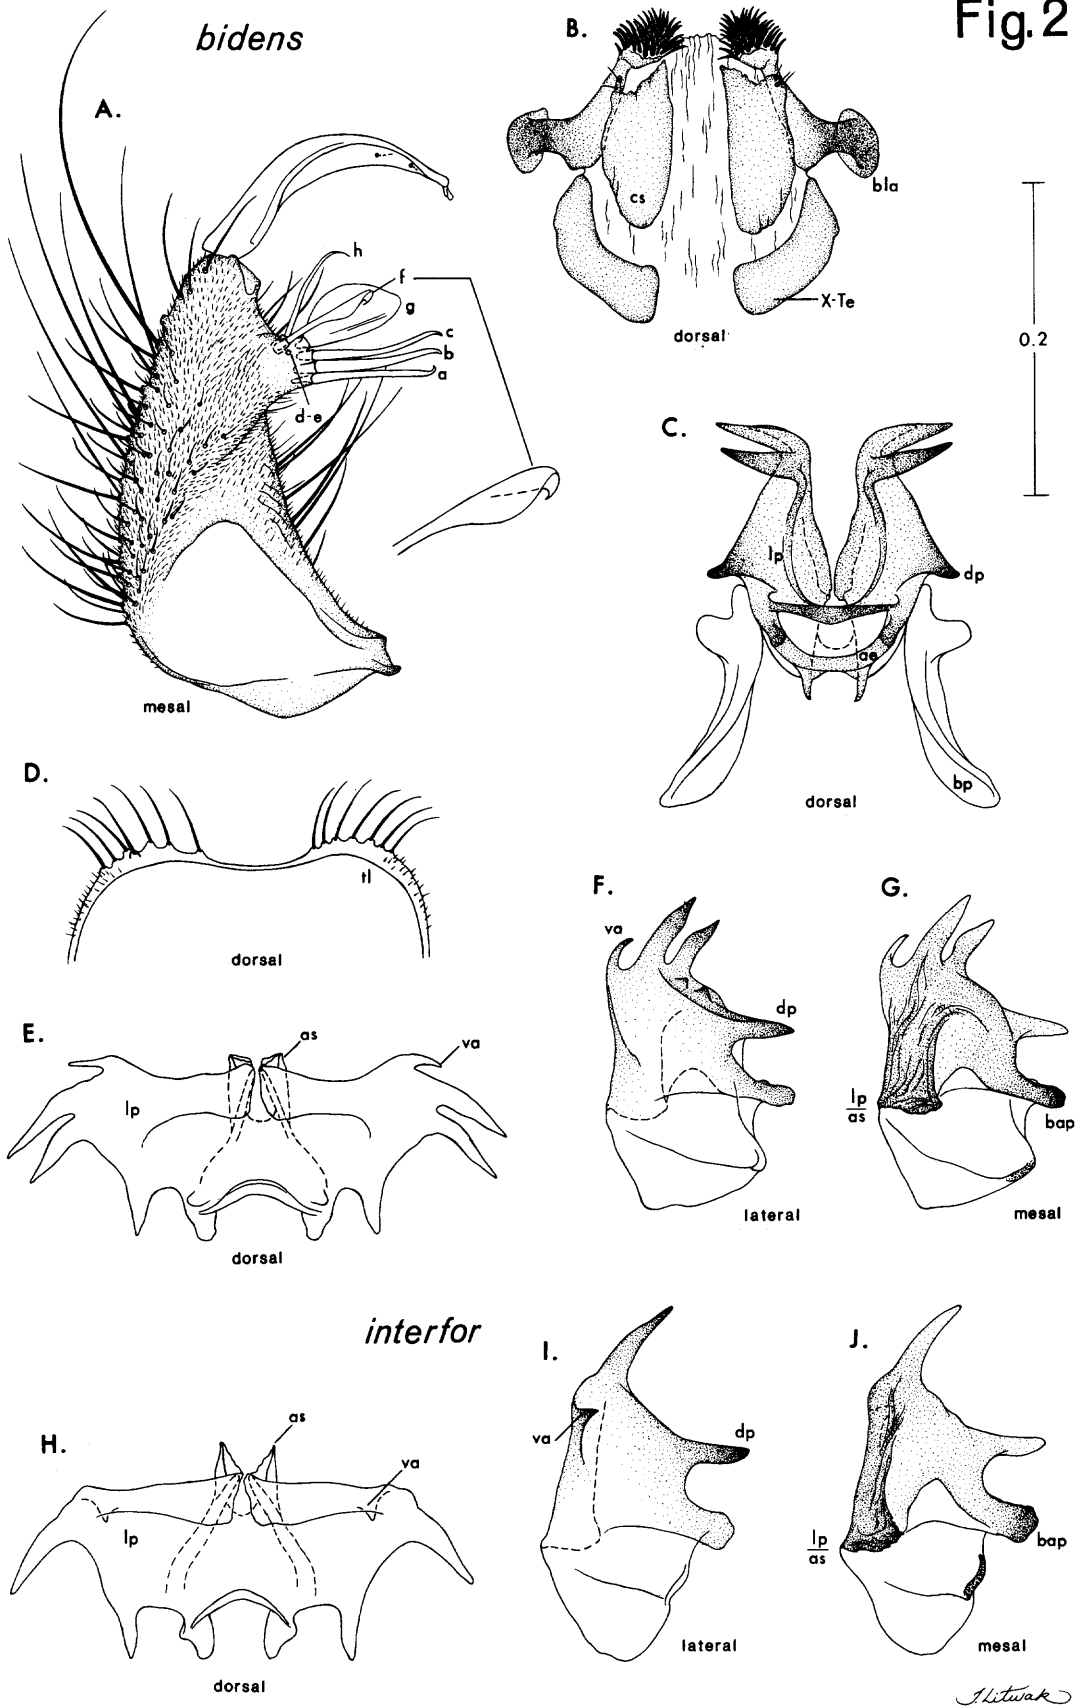 Fig.2
bidens
A.
h
f
g
c
b
a
d-e
mesal
B.
cs
bla
X-Te
dorsal
0.2
C.
lp
dp
ae
bp
dorsal
D.
tl
dorsal
E.
as
va
lp
dorsal
F.
va
dp
lateral
G.
lp
as
bap
mesal
interfor
H.
as
va
lp
dorsal
I.
va
dp
lateral
J.
lp
as
bap
mesal
J.Litwak